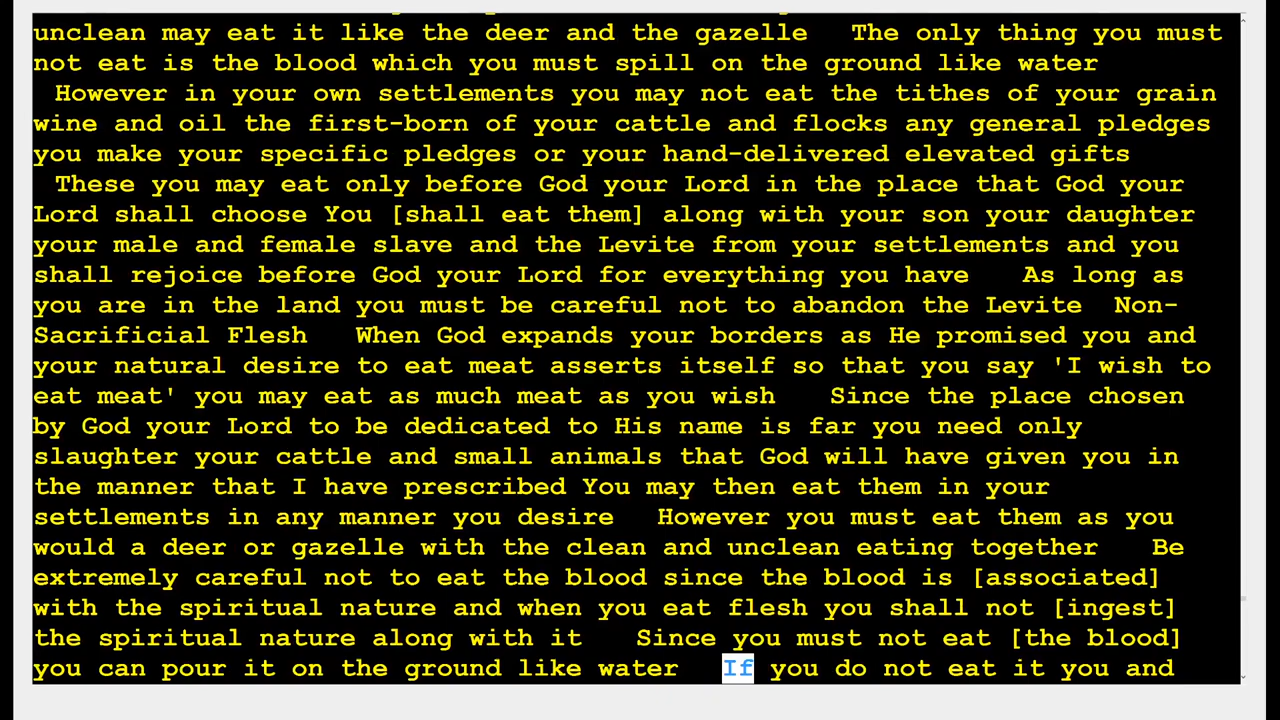 unclean may eat it like the deer and the gazelle The only thing you must
not eat is the blood which you must spill on the ground like water
However in your own settlements you may not eat the tithes of your grain
wine and oil the first-born of your cattle and flocks any general pledges
you make your specific pledges or your hand-delivered elevated gifts
These you may eat only before God your Lord in the place that God your
Lord shall choose You [shall eat them] along with your son your daughter
your male and female slave and the Levite from your settlements and you
shall rejoice before God your Lord for everything you have As long as
you are in the land you must be careful not to abandon the Levite Non-
Sacrificial Flesh When God expands your borders as He promised you and
your natural desire to eat meat asserts itself so that you say 'I wish to
eat meat' you may eat as much meat as you wish Since the place chosen
by God your Lord to be dedicated to His name is far you need only
slaughter your cattle and small animals that God will have given you in
the manner that I have prescribed You may then eat them in your
settlements in any manner you desire However you must eat them as you
would a deer or gazelle with the clean and unclean eating together Be
extremely careful not to eat the blood since the blood is [associated]
with the spiritual nature and when you eat flesh you shall not [ingest]
the spiritual nature along with it Since you must not eat [the blood]
you can pour it on the ground like water If you do not eat it you and